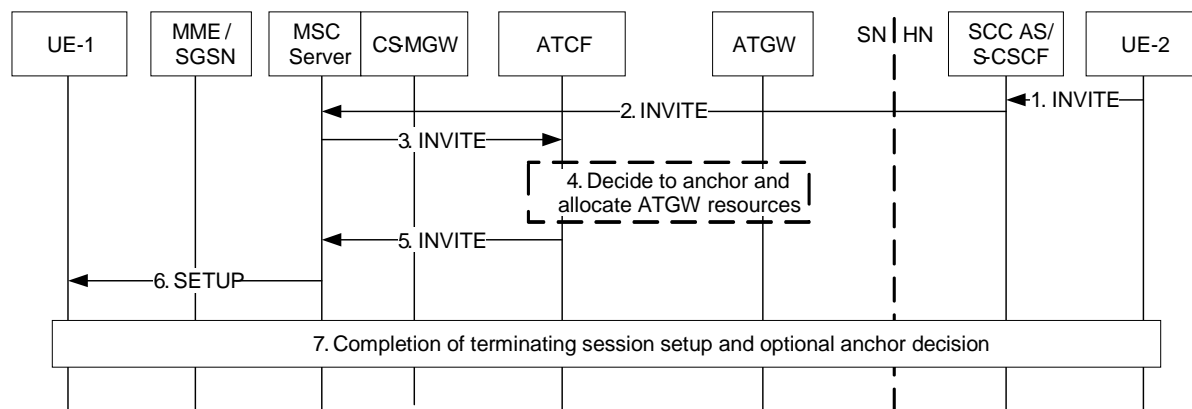 UE-1
MME /
SGSN
MSC
Server
CS-MGW
ATCF
ATGW
SN
HN
SCC AS/
S-CSCF
UE-2
1. INVITE
2. INVITE
3. INVITE
4. Decide to anchor and
allocate ATGW resources
5. INVITE
6. SETUP
7. Completion of terminating session setup and optional anchor decision